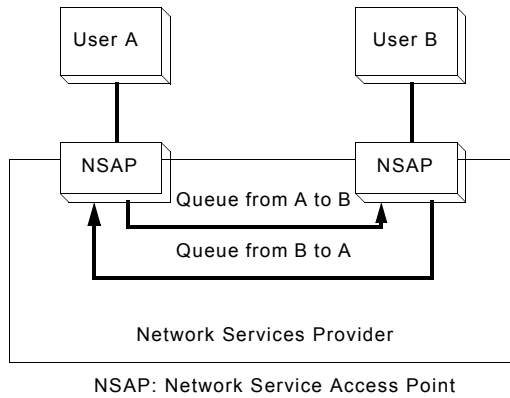 User A
User B
NSAP
NSAP
Queue from A to B
Queue from B to A
Network Services Provider
NSAP: Network Service Access Point